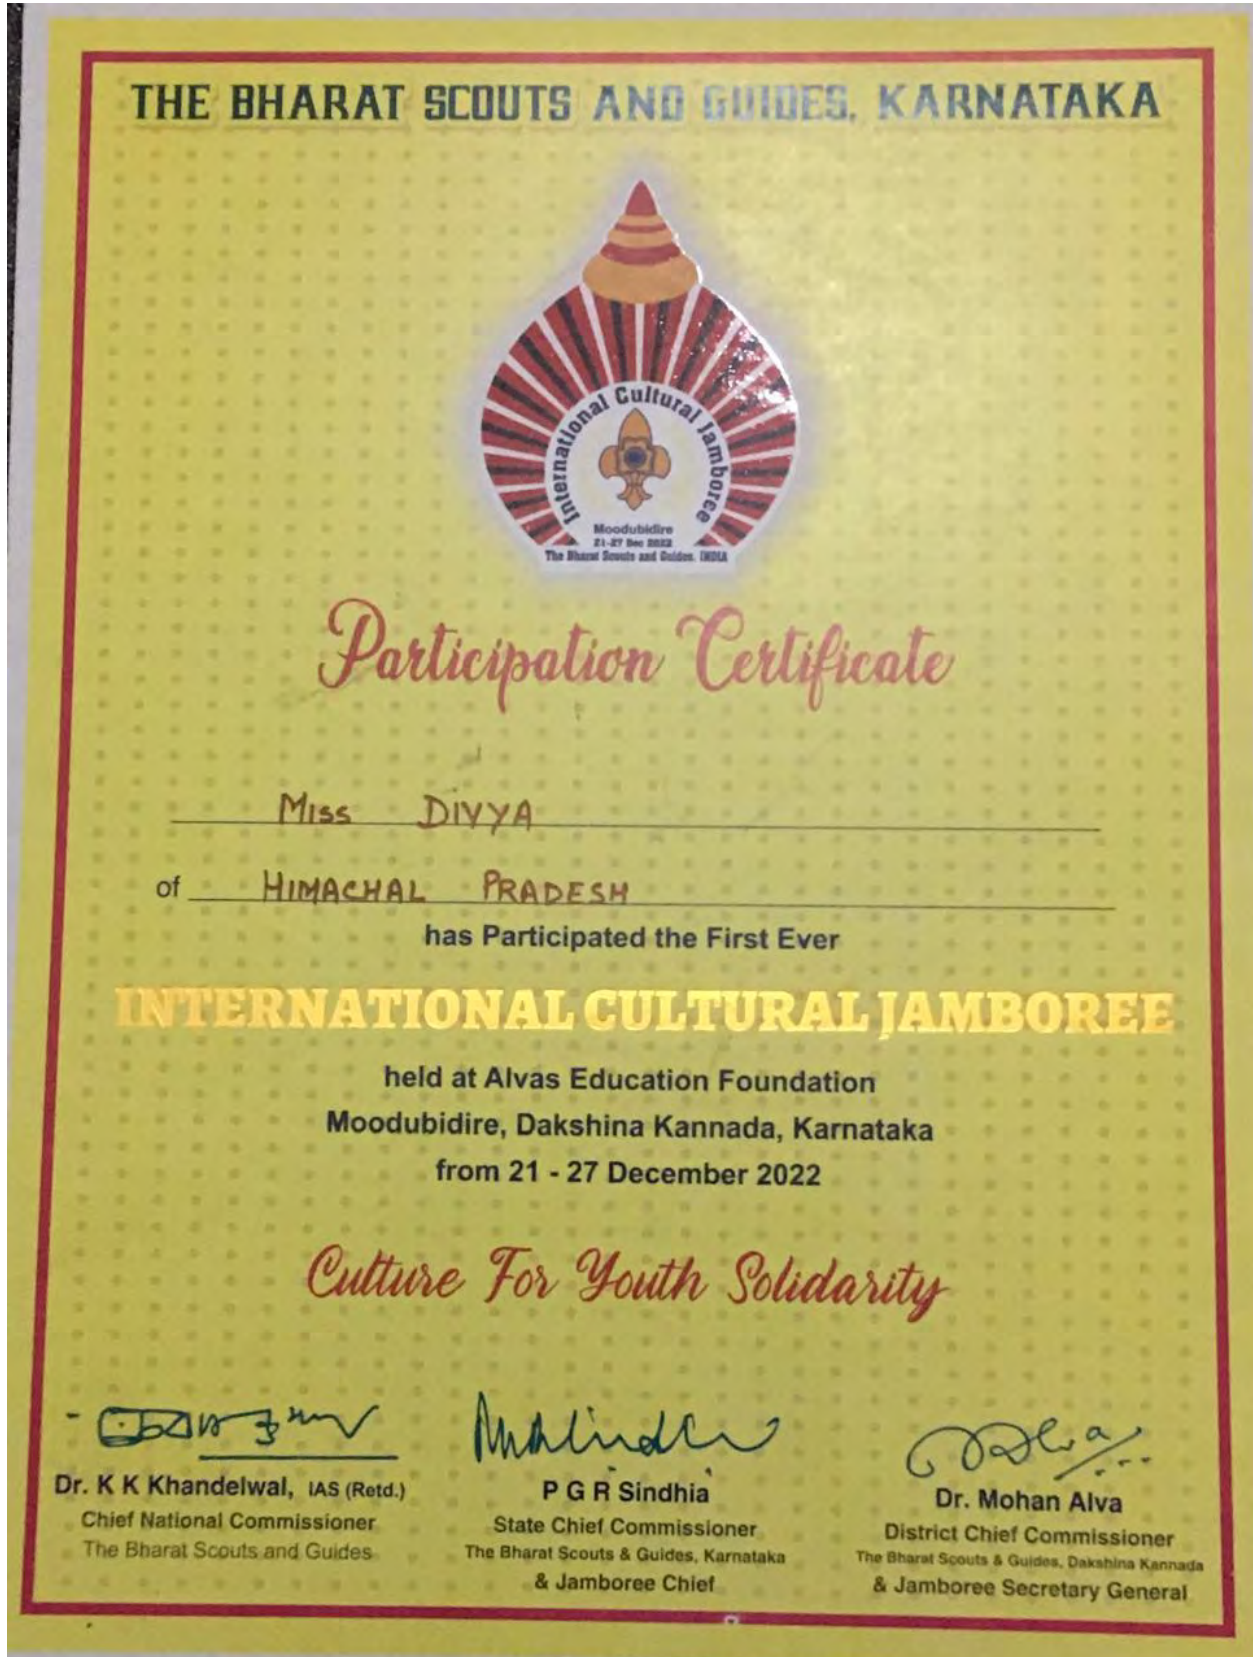 THE BHARAT SCOUTS AND GUIDES, KARNATAKA
International Cultural Jamboree
Moodubidire
21-27 Dec 2022
The Bharat Scouts and Guides. INDIA
Participation Certificate
Miss DIVYA
of HIMACHAL PRADESH
has Participated the First Ever
INTERNATIONAL CULTURAL JAMBOREE
held at Alvas Education Foundation
Moodubidire, Dakshina Kannada, Karnataka
from 21 - 27 December 2022
Culture For Youth Solidarity
Dr. K K Khandelwal, IAS (Retd.)
Chief National Commissioner
The Bharat Scouts and Guides
P G R Sindhia
State Chief Commissioner
The Bharat Scouts & Guides, Karnataka
& Jamboree Chief
Dr. Mohan Alva
District Chief Commissioner
The Bharat Scouts & Guides, Dakshina Kannada
& Jamboree Secretary General